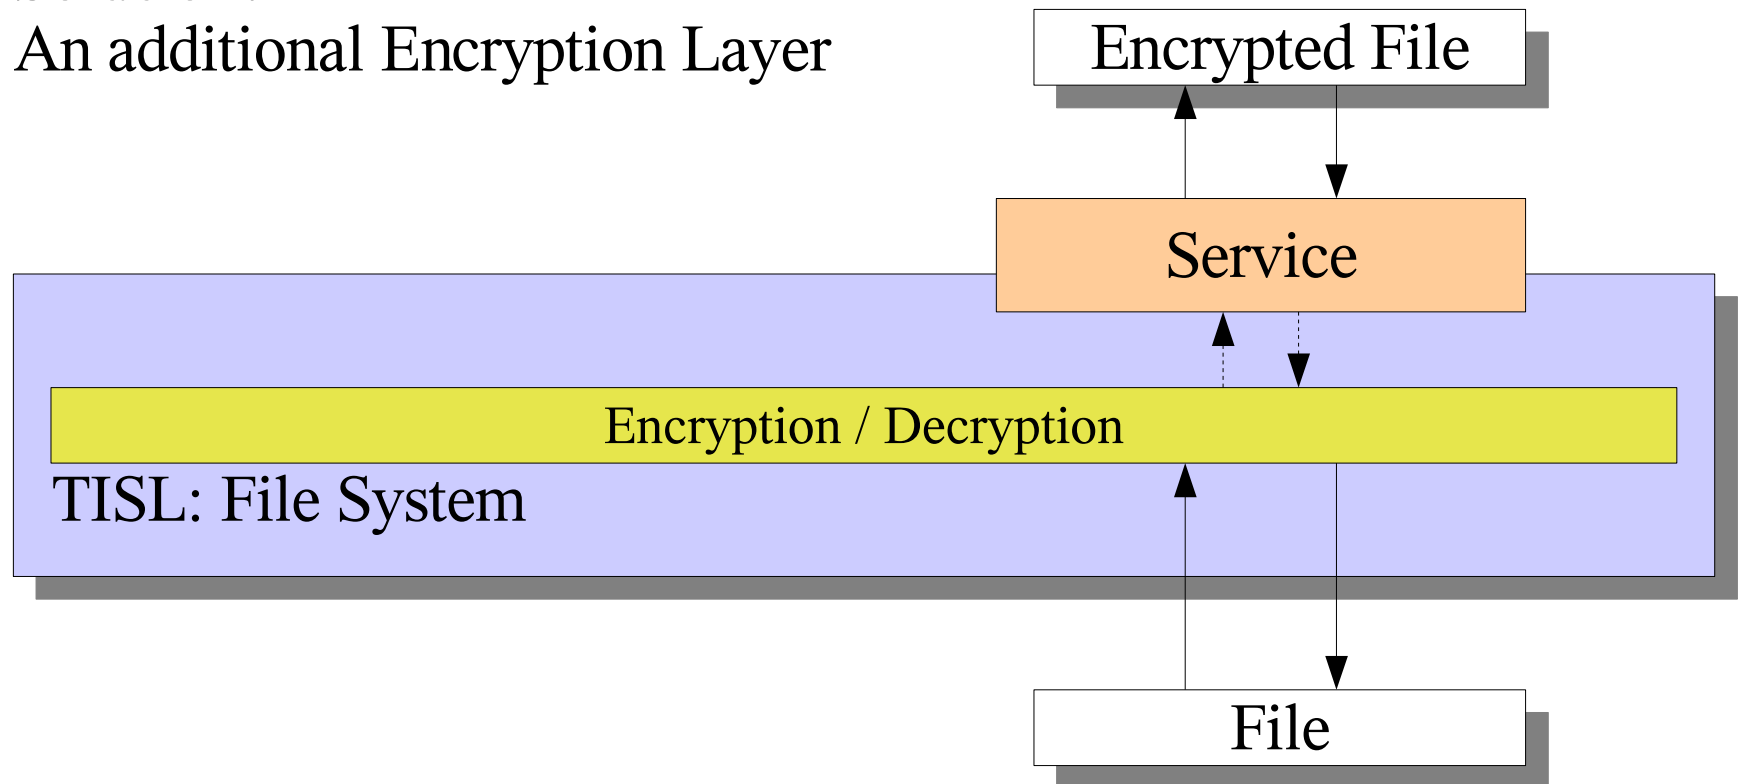 An additional Encryption Layer
Encrypted File
Service
Encryption / Decryption
TISL: File System
File